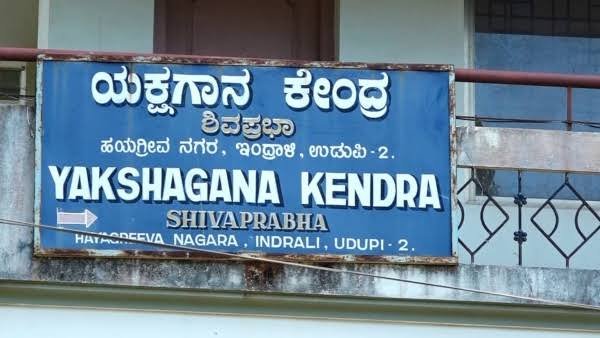 ಯಕ್ಷಗಾನ ಕೇಂದ್ರ
ಶಿವಪ್ರಭಾ
ಹಯಗ್ರೀವ ನಗರ, ಇಂದ್ರಾಳಿ, ಉಡುಪಿ - 2.
YAKSHAGANA KENDRA
SHIVAPRABHA
HAYAGREEVA NAGARA, INDRALI, UDUPI - 2.